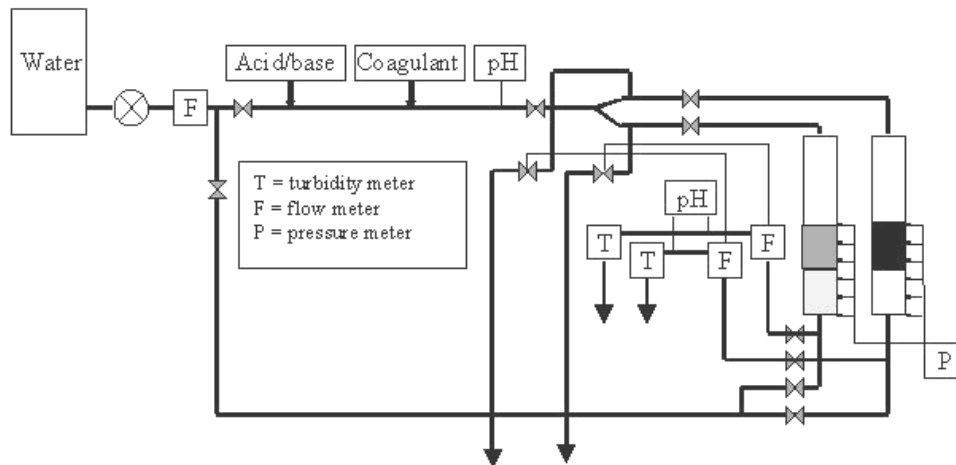 Water
Acid/base
Coagulant
pH
F
T = turbidity meter
F = flow meter
P = pressure meter
pH
T
F
T
F
P